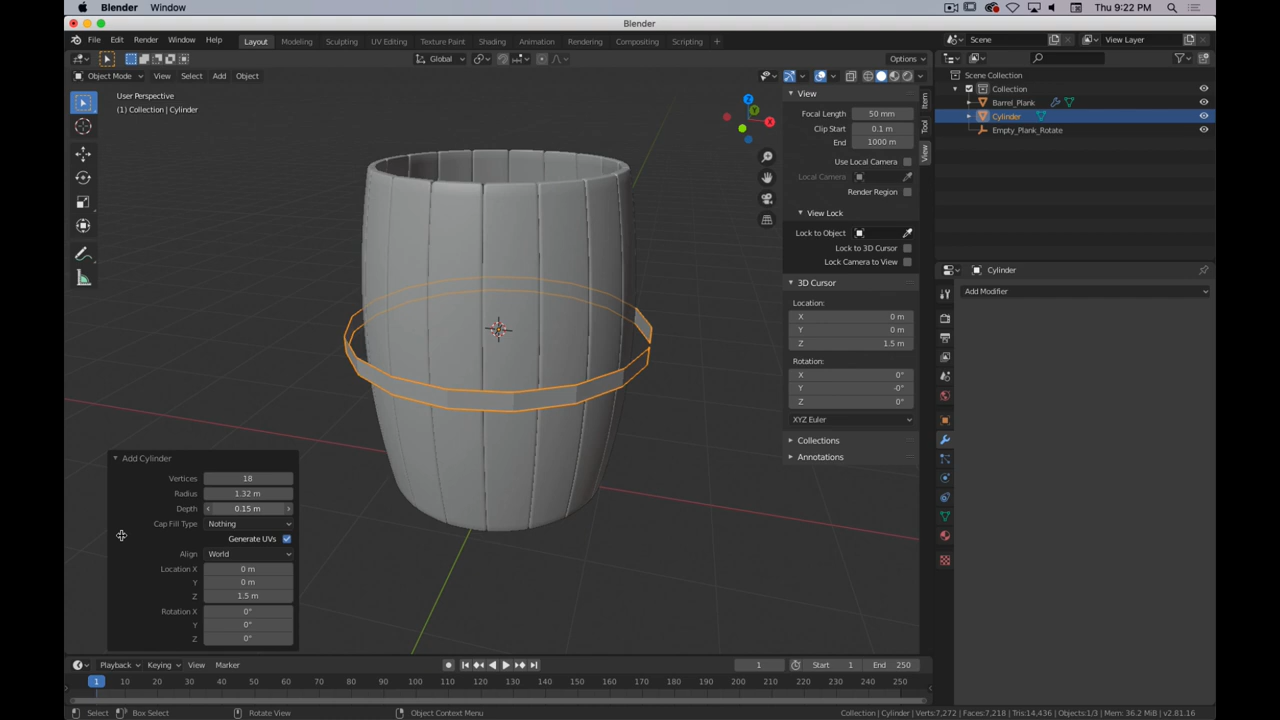 Blender Window Thu 9:22 PM
Blender
File Edit Render Window Help Layout Modeling Sculpting UV Editing Texture Paint Shading Animation Rendering Compositing Scripting + Scene View Layer
Global Options
Object Mode View Select Add Object
User Perspective
(1) Collection | Cylinder
View
Focal Length 50 mm
Clip Start 0.1 m
End 1000 m
Use Local Camera
Local Camera
Render Region
View Lock
Lock to Object
Lock to 3D Cursor
Lock Camera to View
3D Cursor
Location:
X 0 m
Y 0 m
Z 1.5 m
Rotation:
X 0°
Y -0°
Z 0°
XYZ Euler
Collections
Annotations
Item
Tool
View
Z
Y
X
Scene Collection
Collection
Barrel_Plank
Cylinder
Empty_Plank_Rotate
Cylinder
Add Modifier
Add Cylinder
Vertices 18
Radius 1.32 m
Depth 0.15 m
Cap Fill Type Nothing
Generate UVs
Align World
Location X 0 m
Y 0 m
Z 1.5 m
Rotation X 0°
Y 0°
Z 0°
Playback Keying View Marker 1 Start 1 End 250
1 10 20 30 40 50 60 70 80 90 100 110 120 130 140 150 160 170 180 190 200 210 220 230 240 250
Select Box Select Rotate View Object Context Menu Collection | Cylinder | Verts:7,272 | Faces:7,218 | Tris:14,436 | Objects:1/3 | Mem: 36.2 MiB | v2.81.16